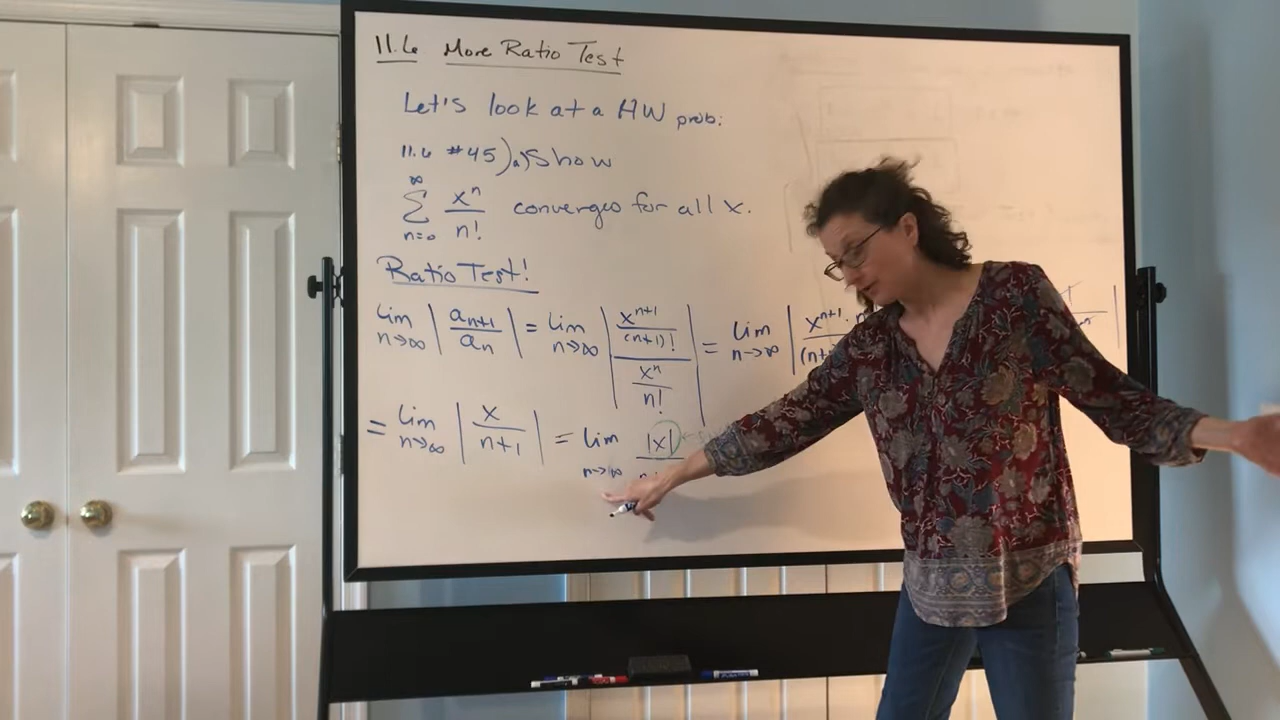 11.6 More Ratio Test
Let's look at a HW prob:
11.6 #45) a) Show
∞
∑ xⁿ/n! converges for all x.
n=0
Ratio Test!
lim n→∞ | aₙ₊₁/aₙ | = lim n→∞ | (xⁿ⁺¹/(n+1)!)/(xⁿ/n!) | = lim n→∞ | xⁿ⁺¹ ·
= lim n→∞ | x/(n+1) | = lim n→∞ |x|